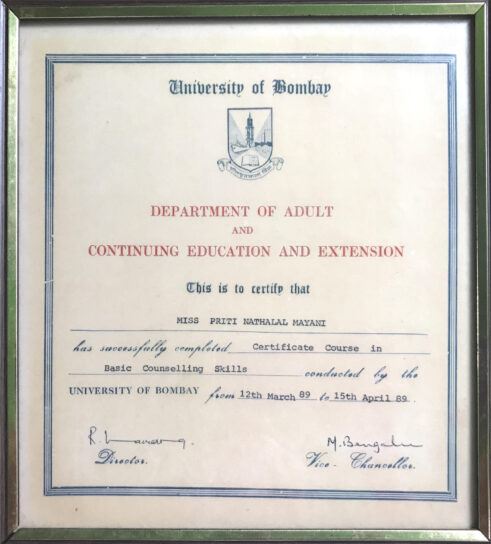 University of Bombay
DEPARTMENT OF ADULT
AND
CONTINUING EDUCATION AND EXTENSION
This is to certify that
MISS PRITI NATHALAL MAYANI
has successfully completed Certificate Course in
Basic Counselling Skills conducted by the
UNIVERSITY OF BOMBAY from 12th March 89 to 15th April 89.
Director.
Vice - Chancellor.